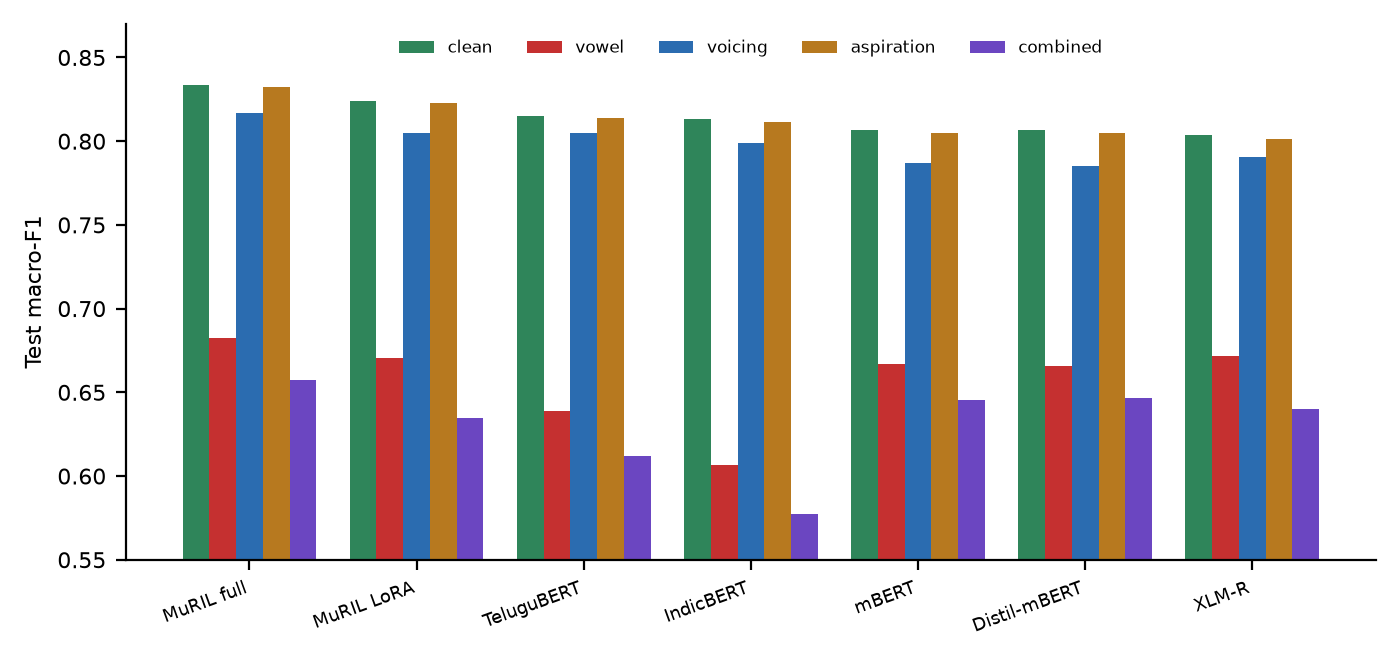 clean vowel voicing aspiration combined
Test macro-F1
0.85
0.80
0.75
0.70
0.65
0.60
0.55
MuRIL full MuRIL LoRA TeluguBERT IndicBERT mBERT Distil-mBERT XLM-R